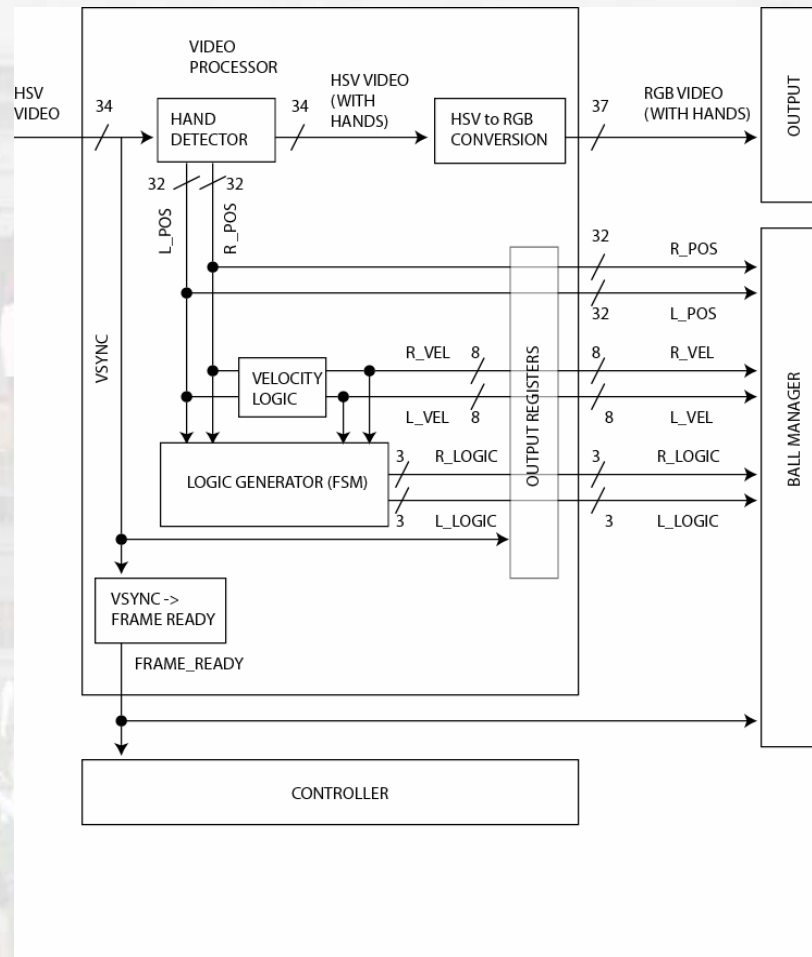 VIDEO
PROCESSOR
HSV
VIDEO
34
HAND
DETECTOR
34
HSV VIDEO
(WITH
HANDS)
HSV to RGB
CONVERSION
37
RGB VIDEO
(WITH HANDS)
OUTPUT
32
32
L_POS
R_POS
32
R_POS
32
L_POS
VSYNC
VELOCITY
LOGIC
R_VEL
8
8
R_VEL
L_VEL
8
8
L_VEL
OUTPUT REGISTERS
BALL MANAGER
LOGIC GENERATOR (FSM)
3
R_LOGIC
3
R_LOGIC
3
L_LOGIC
3
L_LOGIC
VSYNC ->
FRAME READY
FRAME_READY
CONTROLLER